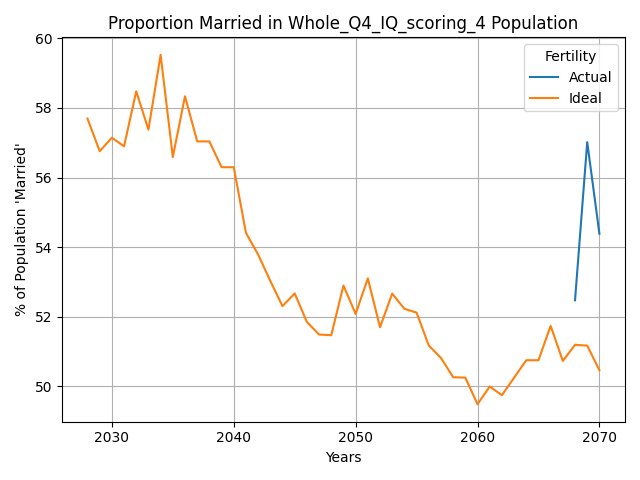 Proportion Married in Whole_Q4_IQ_scoring_4 Population
% of Population 'Married'
60
58
56
54
52
50
Fertility
Actual
Ideal
2030 2040 2050 2060 2070
Years